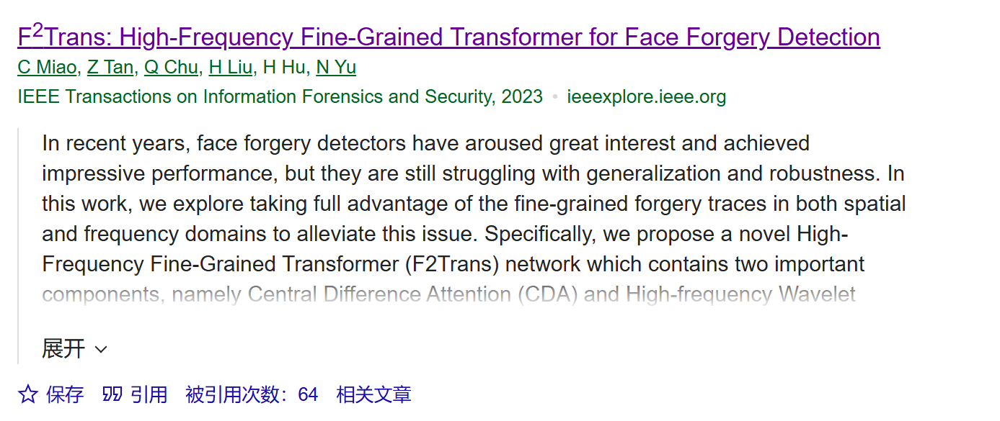 F²Trans: High-Frequency Fine-Grained Transformer for Face Forgery Detection
C Miao, Z Tan, Q Chu, H Liu, H Hu, N Yu
IEEE Transactions on Information Forensics and Security, 2023 • ieeexplore.ieee.org
In recent years, face forgery detectors have aroused great interest and achieved
impressive performance, but they are still struggling with generalization and robustness. In
this work, we explore taking full advantage of the fine-grained forgery traces in both spatial
and frequency domains to alleviate this issue. Specifically, we propose a novel High-
Frequency Fine-Grained Transformer (F2Trans) network which contains two important
components, namely Central Difference Attention (CDA) and High-frequency Wavelet
展开
保存 引用 被引用次数：64 相关文章